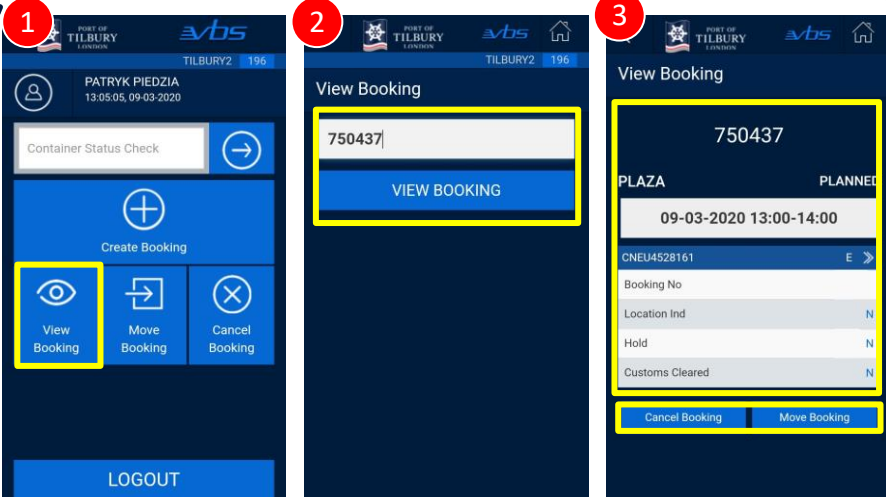 1
PORT OF
TILBURY
LONDON
vbs
TILBURY2 196
PATRYK PIEDZIA
13:05:05, 09-03-2020
Container Status Check
Create Booking
View
Booking
Move
Booking
Cancel
Booking
LOGOUT
2
PORT OF
TILBURY
LONDON
vbs
TILBURY2 196
View Booking
750437
VIEW BOOKING
3
PORT OF
TILBURY
LONDON
vbs
View Booking
750437
PLAZA PLANNED
09-03-2020 13:00-14:00
CNEU4528161 E
Booking No
Location Ind N
Hold N
Customs Cleared N
Cancel Booking Move Booking